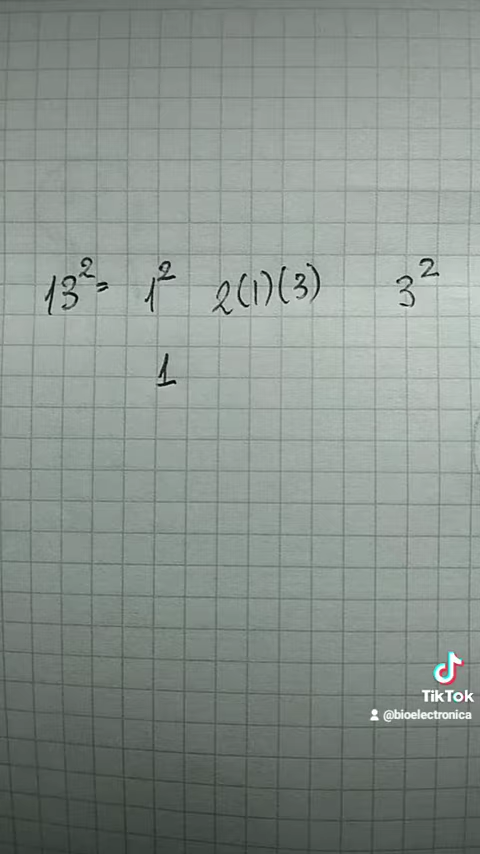 13²= 1² 2(1)(3) 3²
1
TikTok
@bioelectronica